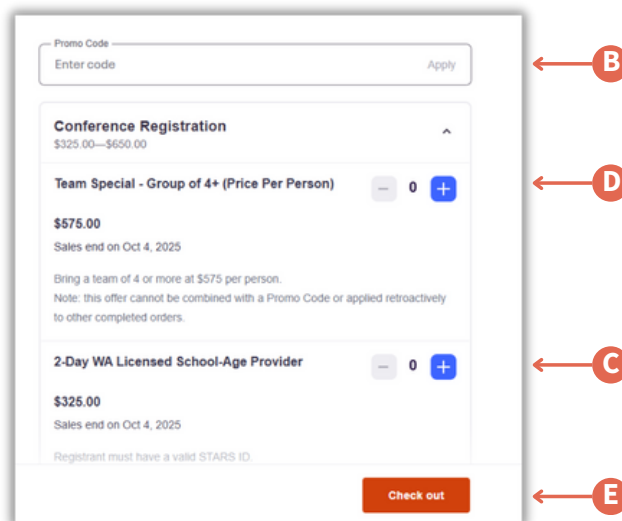 Promo Code
Enter code Apply
B
Conference Registration
$325.00—$650.00
Team Special - Group of 4+ (Price Per Person) − 0 +
D
$575.00
Sales end on Oct 4, 2025
Bring a team of 4 or more at $575 per person.
Note: this offer cannot be combined with a Promo Code or applied retroactively
to other completed orders.
2-Day WA Licensed School-Age Provider − 0 +
C
$325.00
Sales end on Oct 4, 2025
Registrant must have a valid STARS ID.
Check out
E